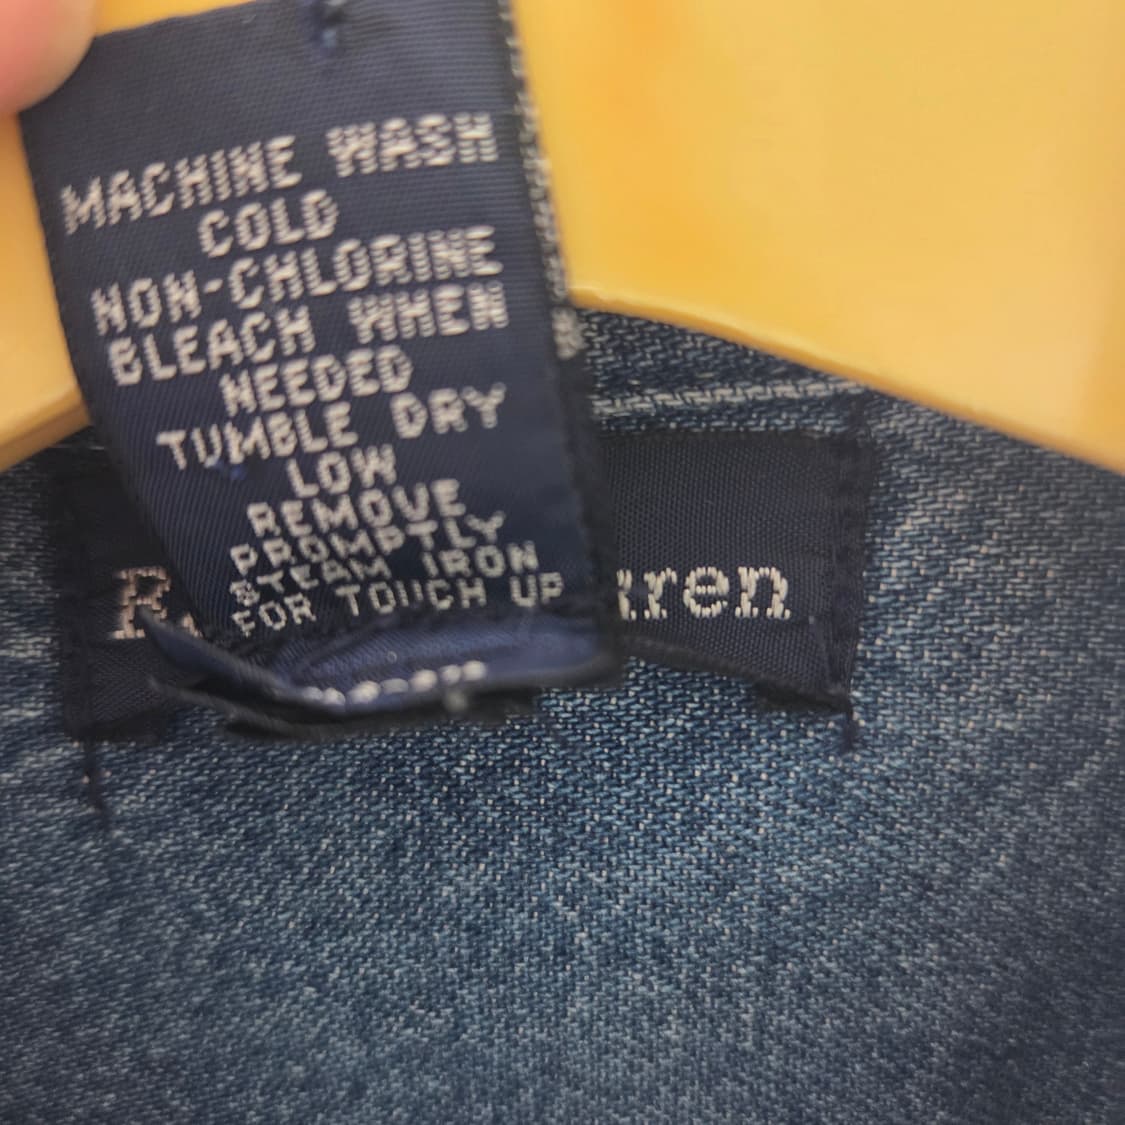 MACHINE WASH
COLD
NON-CHLORINE
BLEACH WHEN
NEEDED
TUMBLE DRY
LOW
REMOVE
PROMPTLY
STEAM IRON
FOR TOUCH UP